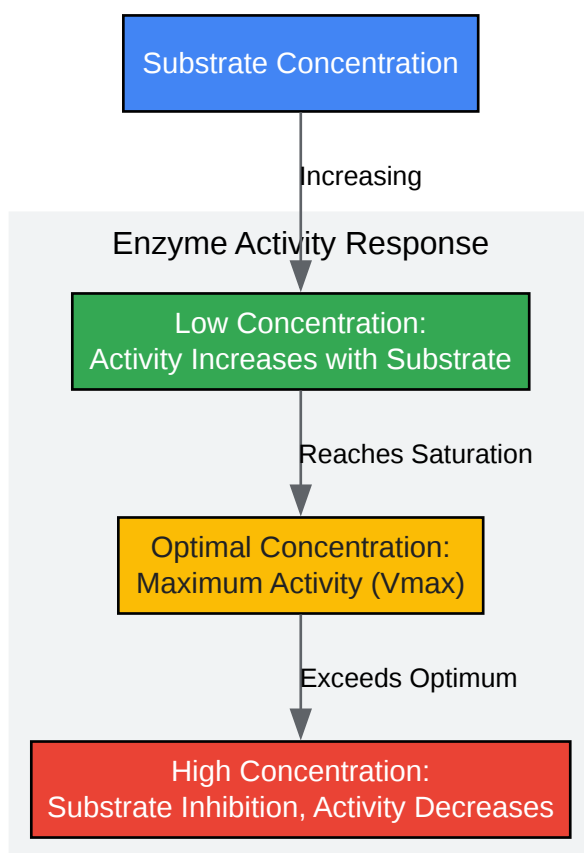 Substrate Concentration
Increasing
Enzyme Activity Response
Low Concentration:
Activity Increases with Substrate
Reaches Saturation
Optimal Concentration:
Maximum Activity (Vmax)
Exceeds Optimum
High Concentration:
Substrate Inhibition, Activity Decreases